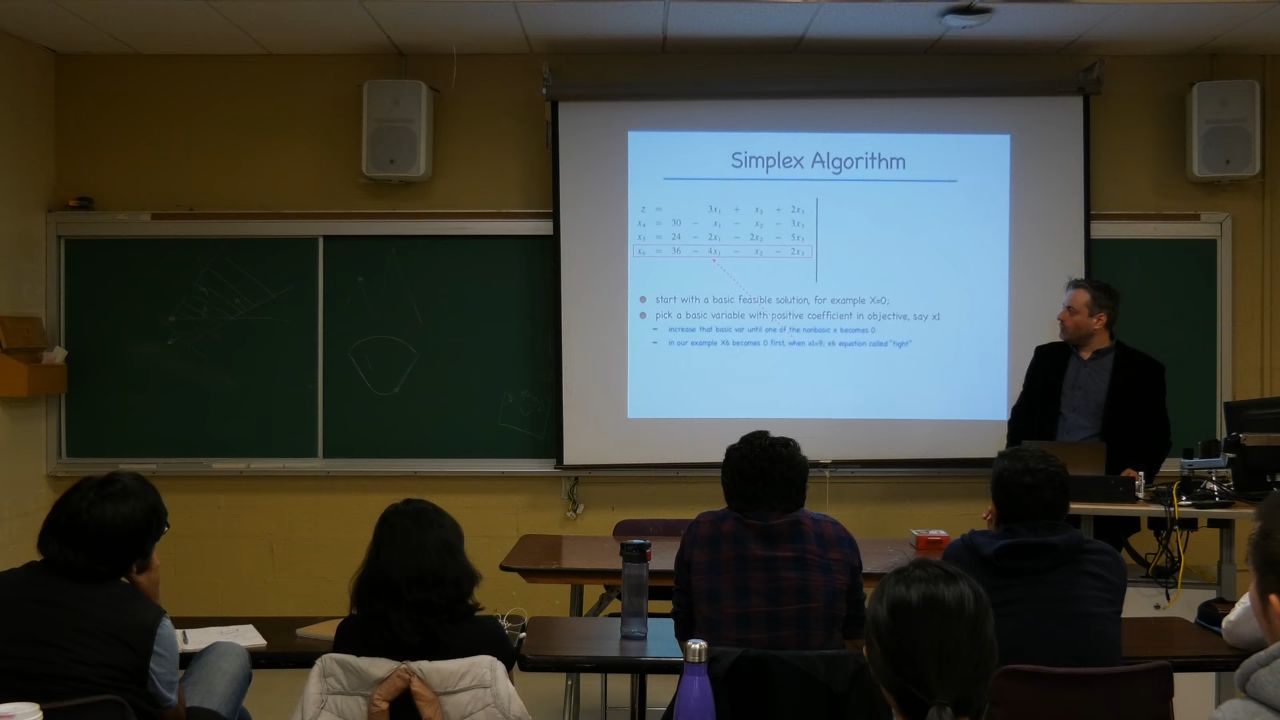 Simplex Algorithm
z = 3x₁ + x₂ + 2x₃
x₄ = 30 − x₁ − x₂ − 3x₃
x₅ = 24 − 2x₁ − 2x₂ − 5x₃
x₆ = 36 − 4x₁ − x₂ − 2x₃
● start with a basic feasible solution, for example X=0;
● pick a basic variable with positive coefficient in objective, say x1
– increase that basic var until one of the nonbasic x becomes 0
– in our example X6 becomes 0 first, when x1=9; x6 equation called "tight"